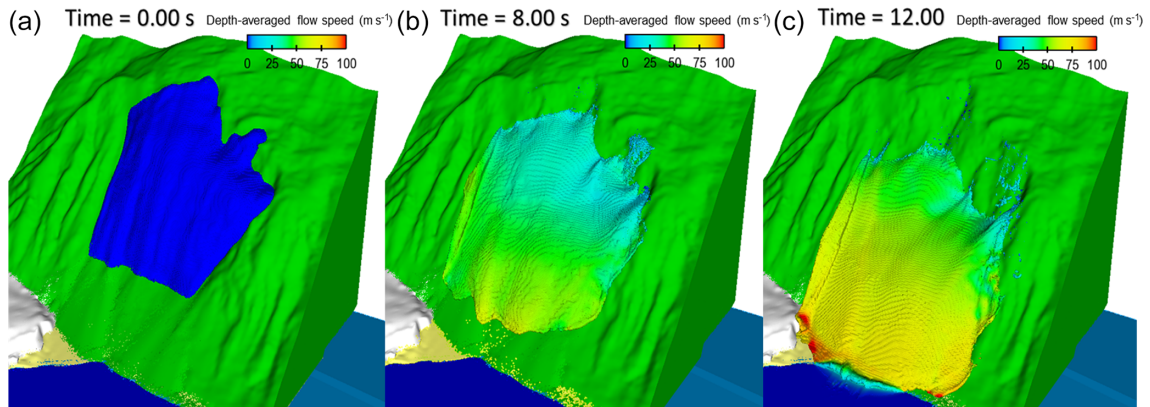 (a) Time = 0.00 s Depth-averaged flow speed (m s⁻¹)
0 25 50 75 100
(b) Time = 8.00 s Depth-averaged flow speed (m s⁻¹)
0 25 50 75 100
(c) Time = 12.00 Depth-averaged flow speed (m s⁻¹)
0 25 50 75 100